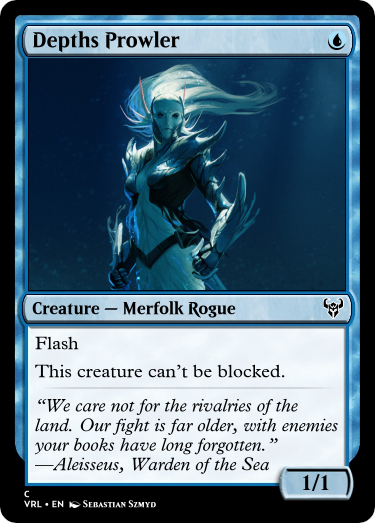 Depths Prowler
Creature — Merfolk Rogue
Flash
This creature can't be blocked.
“We care not for the rivalries of the
land. Our fight is far older, with enemies
your books have long forgotten.”
—Aleisseus, Warden of the Sea
1/1
C
VRL • EN Sebastian Szmyd